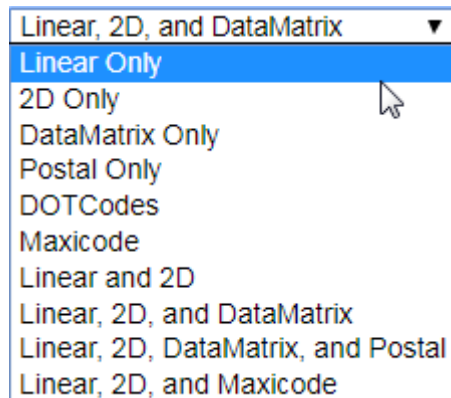 Linear, 2D, and DataMatrix
Linear Only
2D Only
DataMatrix Only
Postal Only
DOTCodes
Maxicode
Linear and 2D
Linear, 2D, and DataMatrix
Linear, 2D, DataMatrix, and Postal
Linear, 2D, and Maxicode